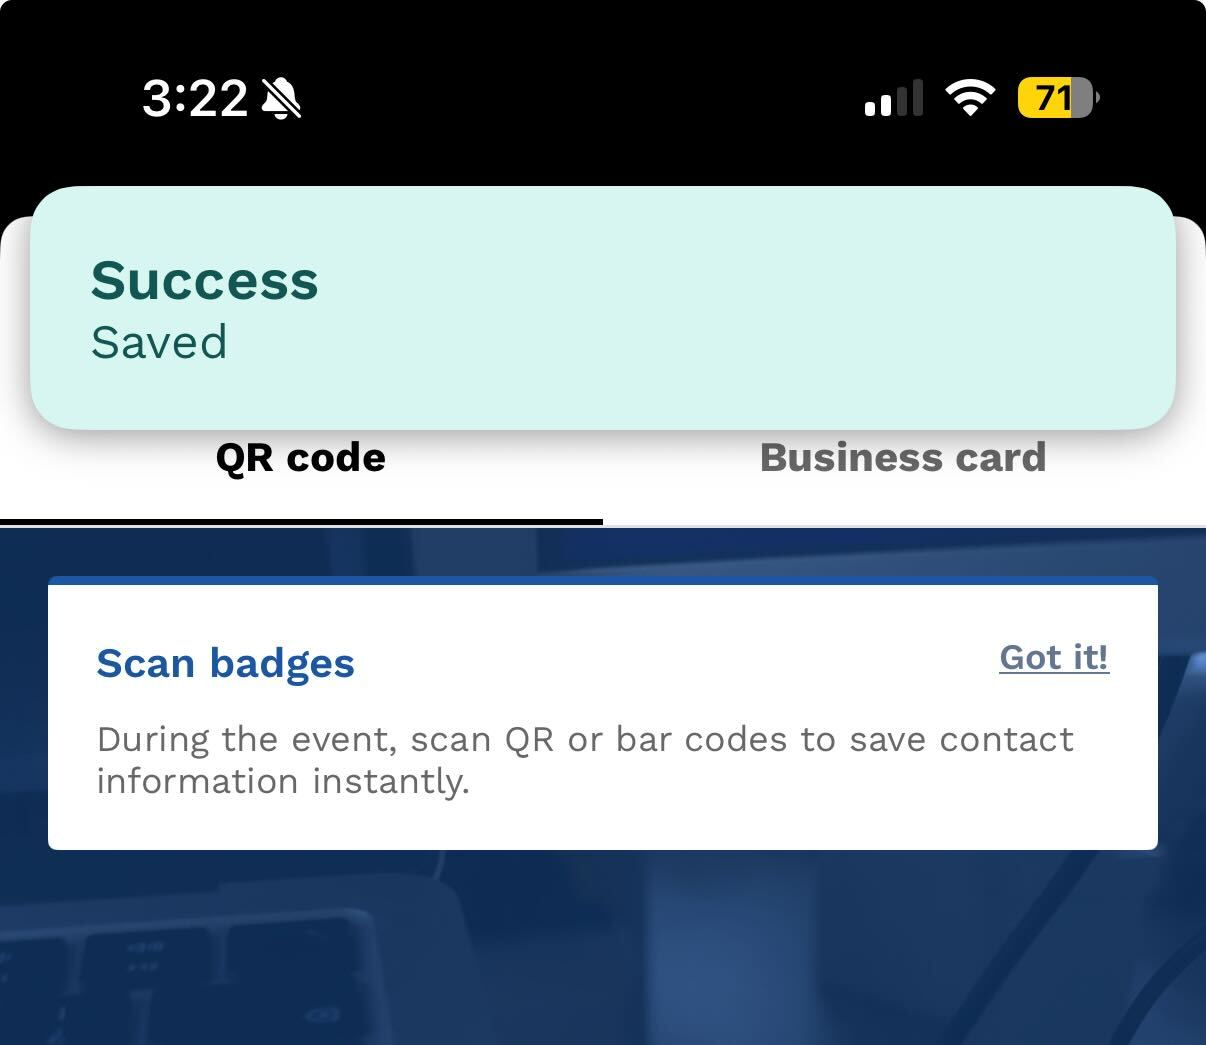 3:22
71
Success
Saved
QR code
Business card
Scan badges
Got it!
During the event, scan QR or bar codes to save contact
information instantly.